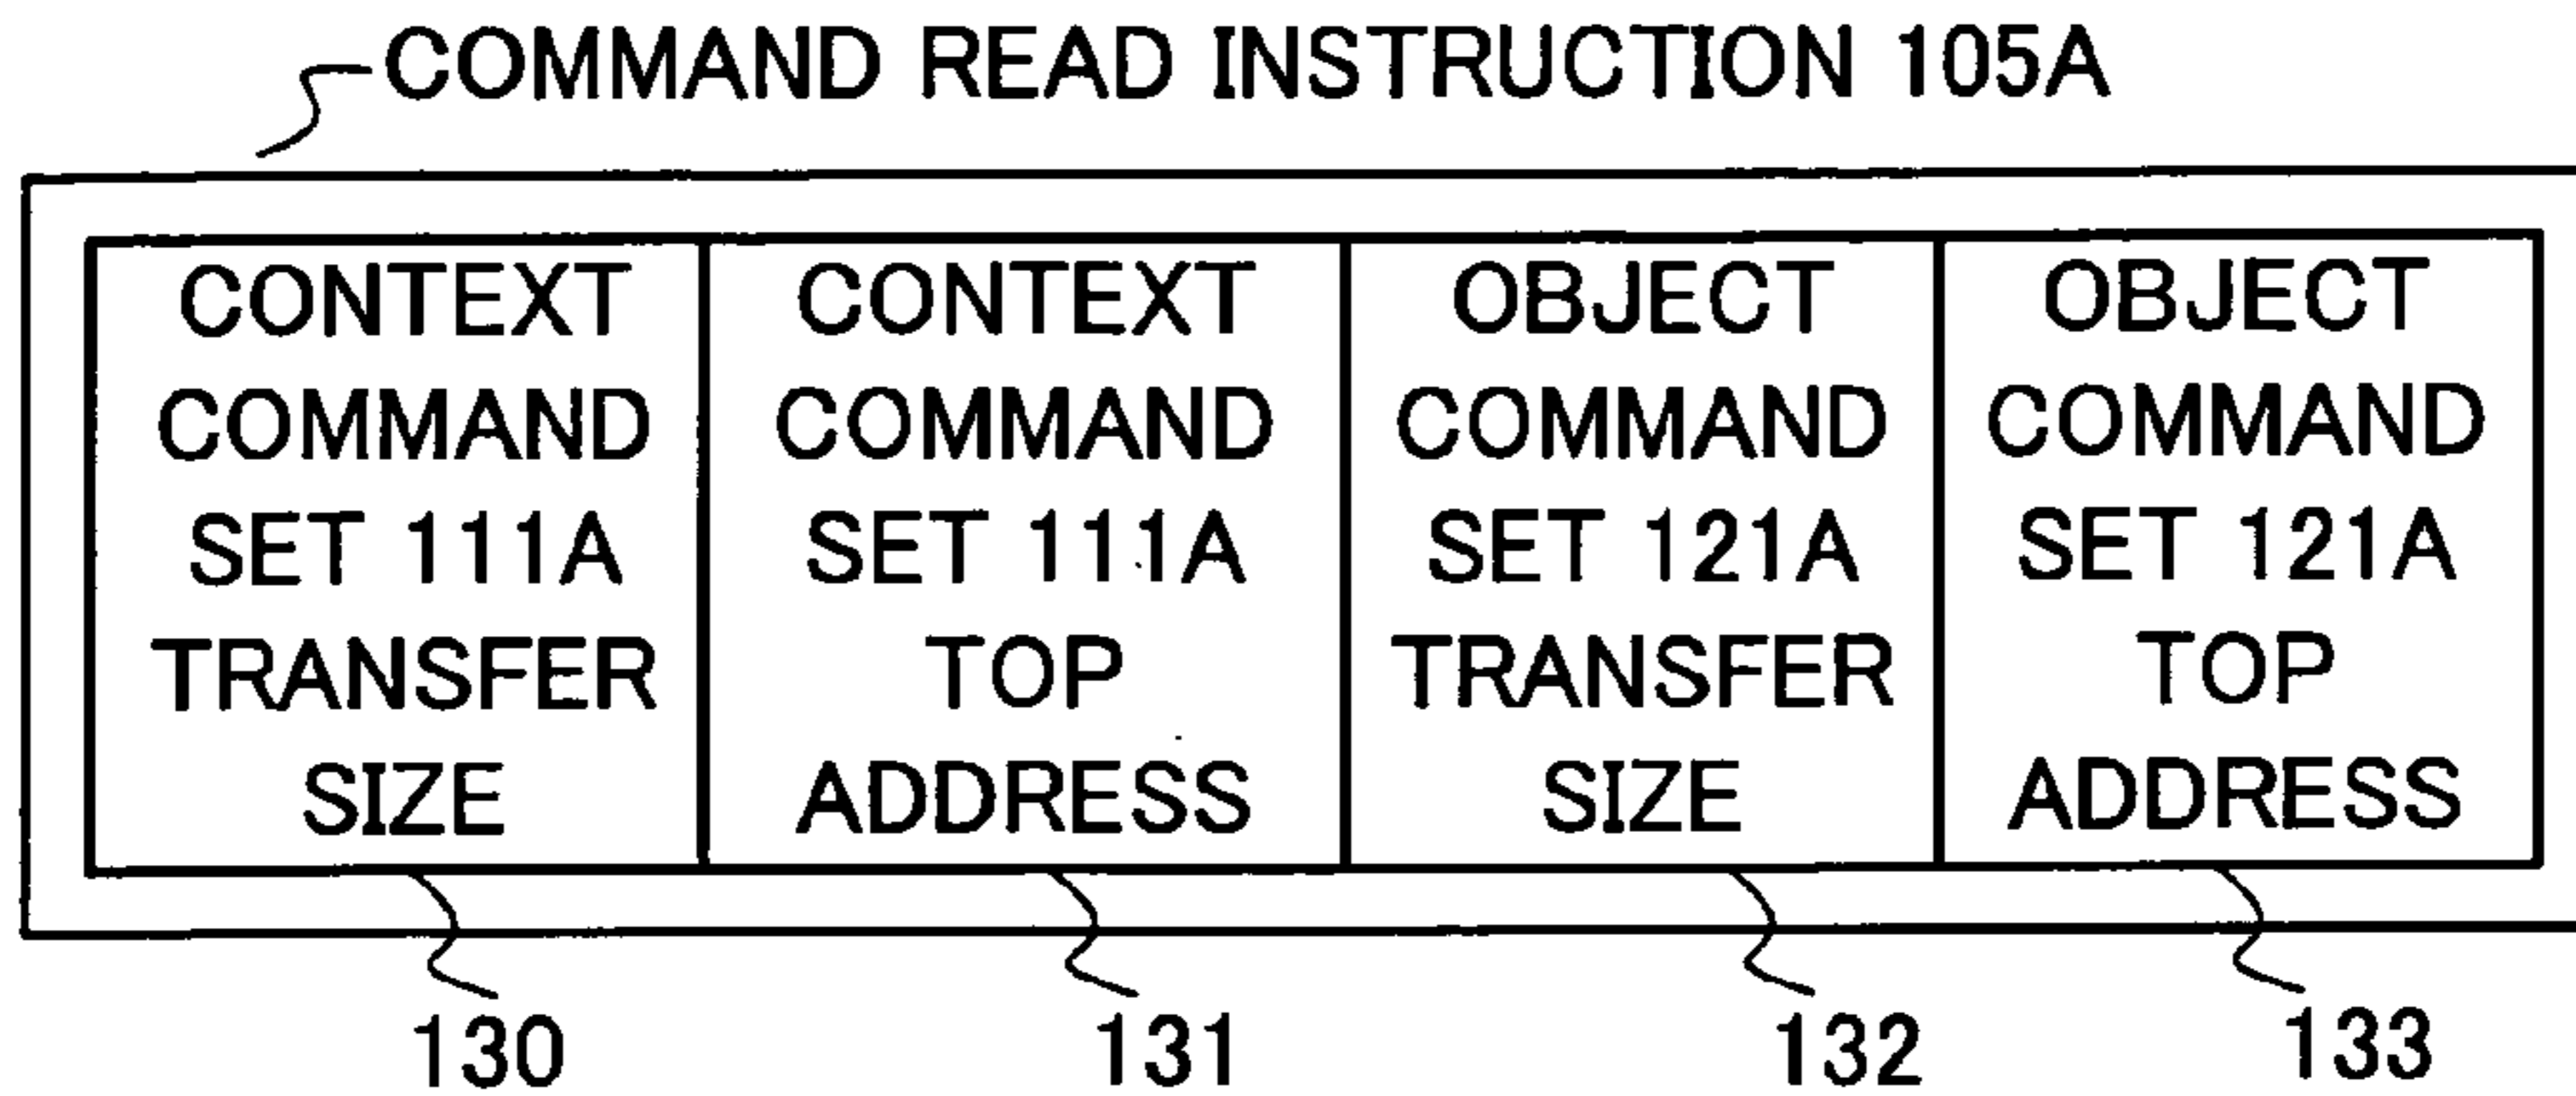 COMMAND READ INSTRUCTION 105A
CONTEXT
COMMAND
SET 111A
TRANSFER
SIZE
CONTEXT
COMMAND
SET 111A
TOP
ADDRESS
OBJECT
COMMAND
SET 121A
TRANSFER
SIZE
OBJECT
COMMAND
SET 121A
TOP
ADDRESS
130
131
132
133